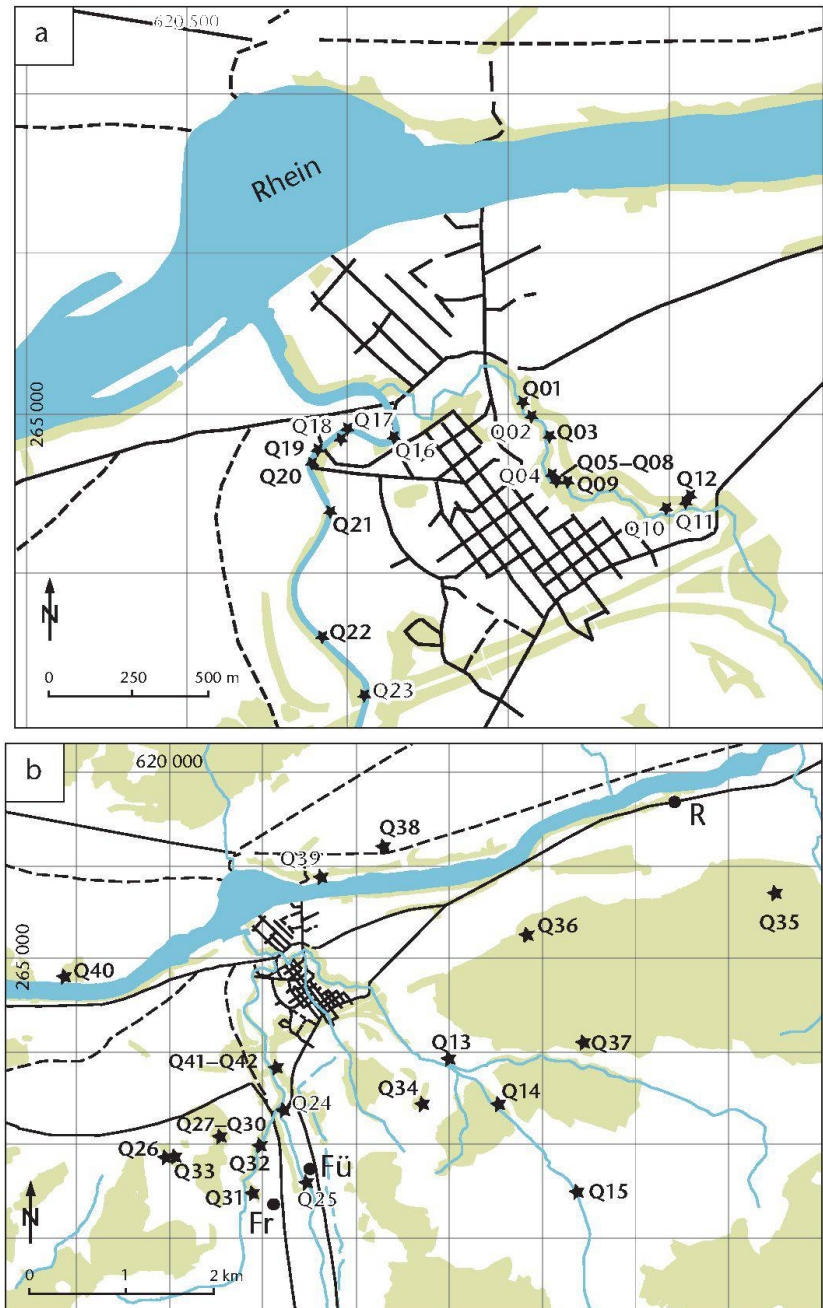 a
620 500
Rhein
265 000
Q01
Q02
Q03
Q04
Q05–Q08
Q09
Q10
Q11
Q12
Q16
Q17
Q18
Q19
Q20
Q21
Q22
Q23
N
0 250 500 m
b
620 000
265 000
Q38
Q39
R
Q35
Q36
Q40
Q37
Q13
Q41–Q42
Q34
Q14
Q24
Q27–Q30
Q26
Q33
Q32
Fü
Q31
Q25
Q15
Fr
N
0 1 2 km